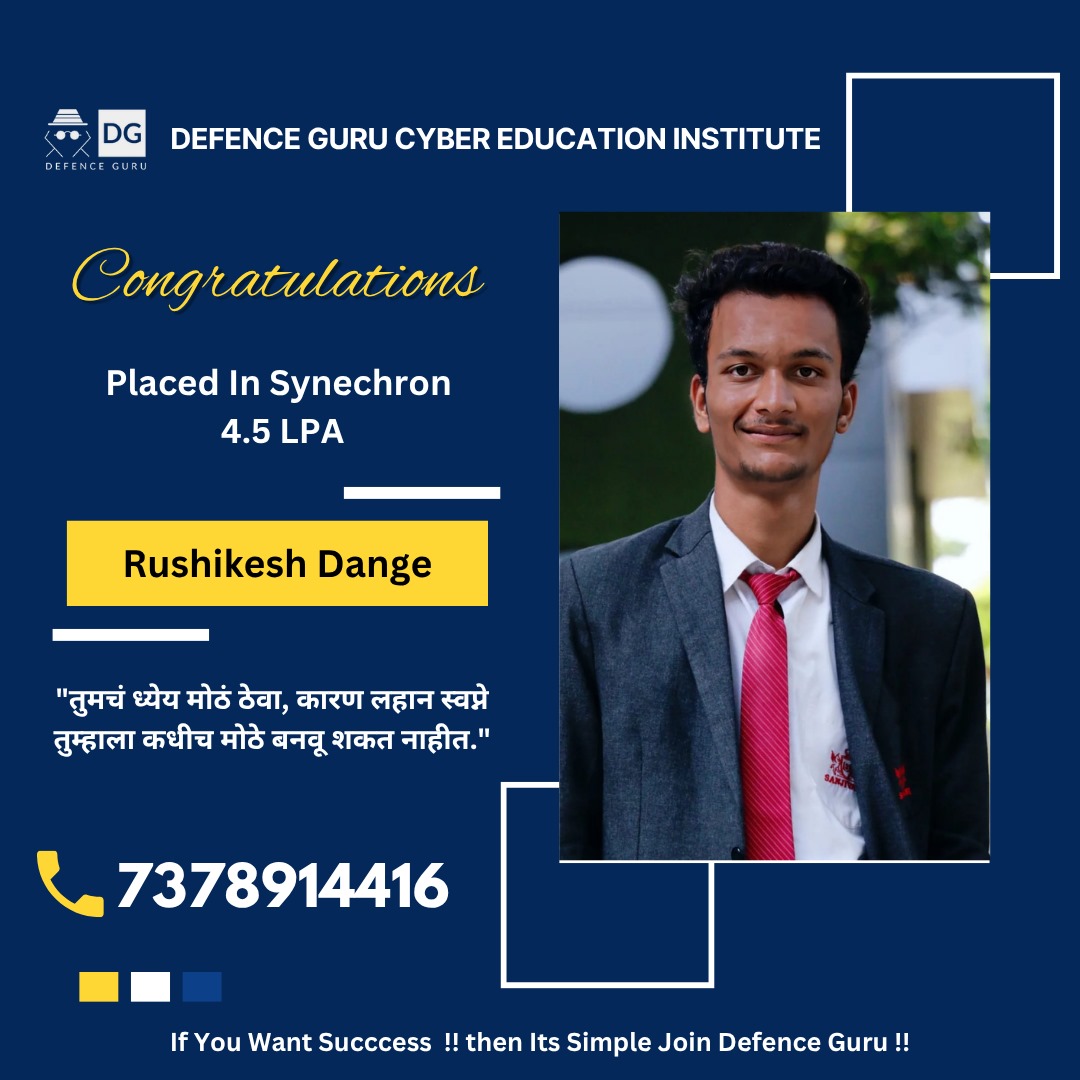 DG
DEFENCE GURU
DEFENCE GURU CYBER EDUCATION INSTITUTE
Congratulations
Placed In Synechron
4.5 LPA
Rushikesh Dange
"तुमचं ध्येय मोठं ठेवा, कारण लहान स्वप्ने
तुम्हाला कधीच मोठे बनवू शकत नाहीत."
7378914416
If You Want Succcess !! then Its Simple Join Defence Guru !!